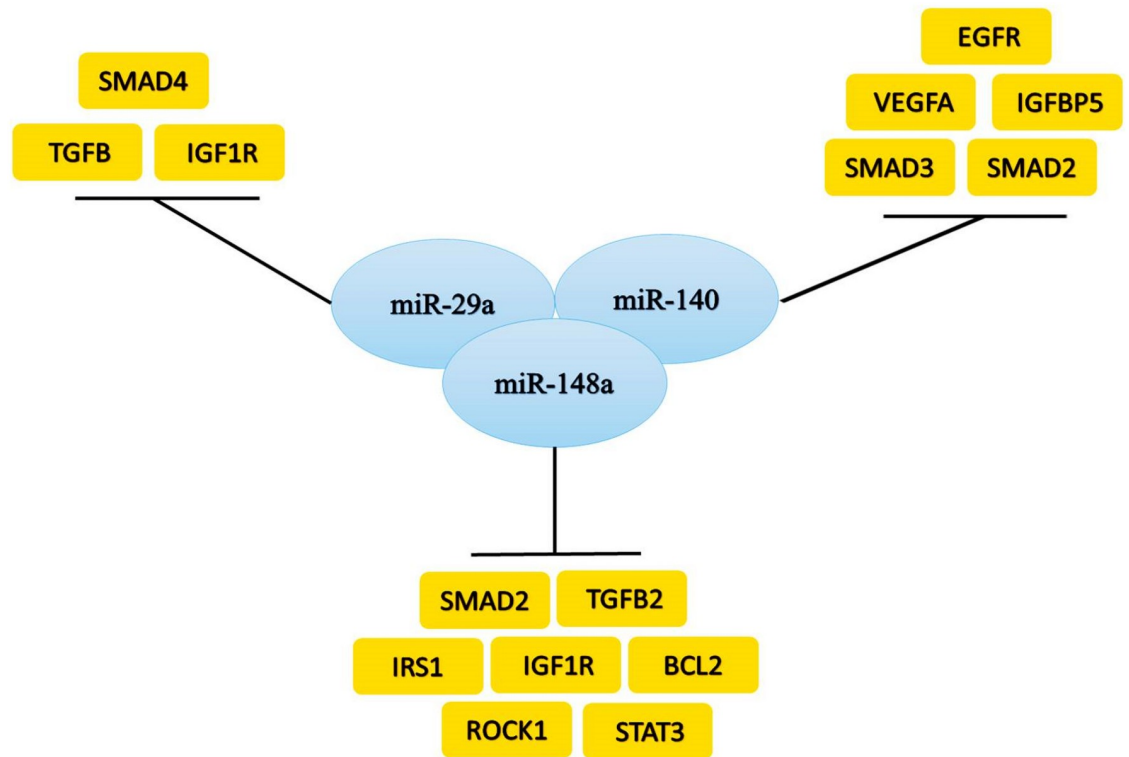 EGFR
SMAD4
VEGFA IGFBP5
TGFB IGF1R
SMAD3 SMAD2
miR-29a miR-140
miR-148a
SMAD2 TGFB2
IRS1 IGF1R BCL2
ROCK1 STAT3